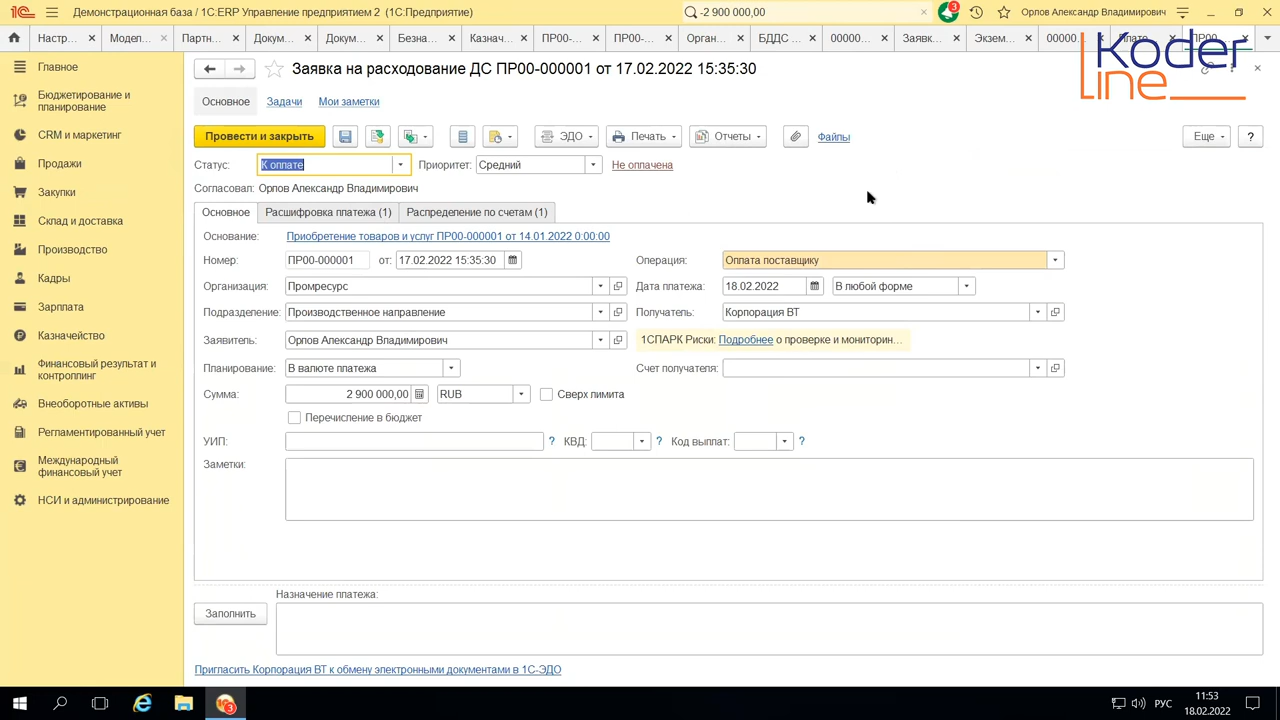 Демонстрационная база / 1С:ERP Управление предприятием 2 (1С:Предприятие)
-2 900 000,00
3
Орлов Александр Владимирович
Настр...
Модел...
Партн...
Докум...
Докум...
Безна...
Казнач...
ПР00-...
ПР00-...
Орган...
БДДС ...
00000...
Заявк...
Экзем...
0000...
ПР00-...
Koder
line
Главное
Бюджетирование и
планирование
CRM и маркетинг
Продажи
Закупки
Склад и доставка
Производство
Кадры
Зарплата
Казначейство
Финансовый результат и
контроллинг
Внеоборотные активы
Регламентированный учет
Международный
финансовый учет
НСИ и администрирование
Заявка на расходование ДС ПР00-000001 от 17.02.2022 15:35:30
Основное
Задачи
Мои заметки
Провести и закрыть
ЭДО
Печать
Отчеты
Файлы
Еще
?
Статус:
К оплате
Приоритет:
Средний
Не оплачена
Согласовал: Орлов Александр Владимирович
Основное
Расшифровка платежа (1)
Распределение по счетам (1)
Основание:
Приобретение товаров и услуг ПР00-000001 от 14.01.2022 0:00:00
Номер:
ПР00-000001
от:
17.02.2022 15:35:30
Операция:
Оплата поставщику
Организация:
Промресурс
Дата платежа:
18.02.2022
В любой форме
Подразделение:
Производственное направление
Получатель:
Корпорация ВТ
Заявитель:
Орлов Александр Владимирович
1СПАРК Риски: Подробнее о проверке и мониторин...
Планирование:
В валюте платежа
Счет получателя:
Сумма:
2 900 000,00
RUB
Сверх лимита
Перечисление в бюджет
УИП:
?
КВД:
?
Код выплат:
?
Заметки:
Назначение платежа:
Заполнить
Пригласить Корпорация ВТ к обмену электронными документами в 1С-ЭДО
3
РУС
11:53
18.02.2022